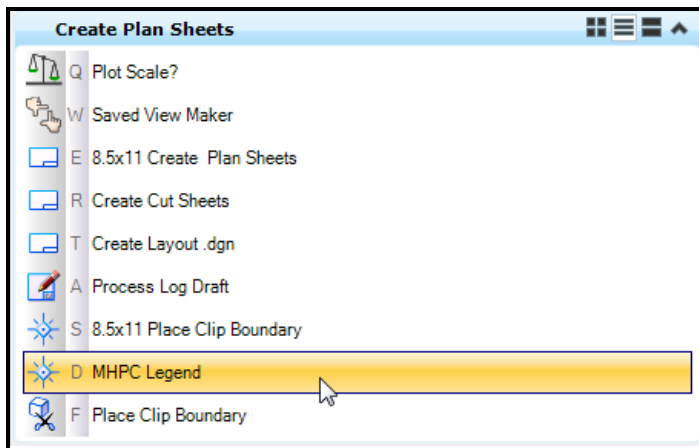 Create Plan Sheets
Q Plot Scale?
W Saved View Maker
E 8.5x11 Create  Plan Sheets
R Create Cut Sheets
T Create Layout .dgn
A Process Log Draft
S 8.5x11 Place Clip Boundary
D MHPC Legend
F Place Clip Boundary